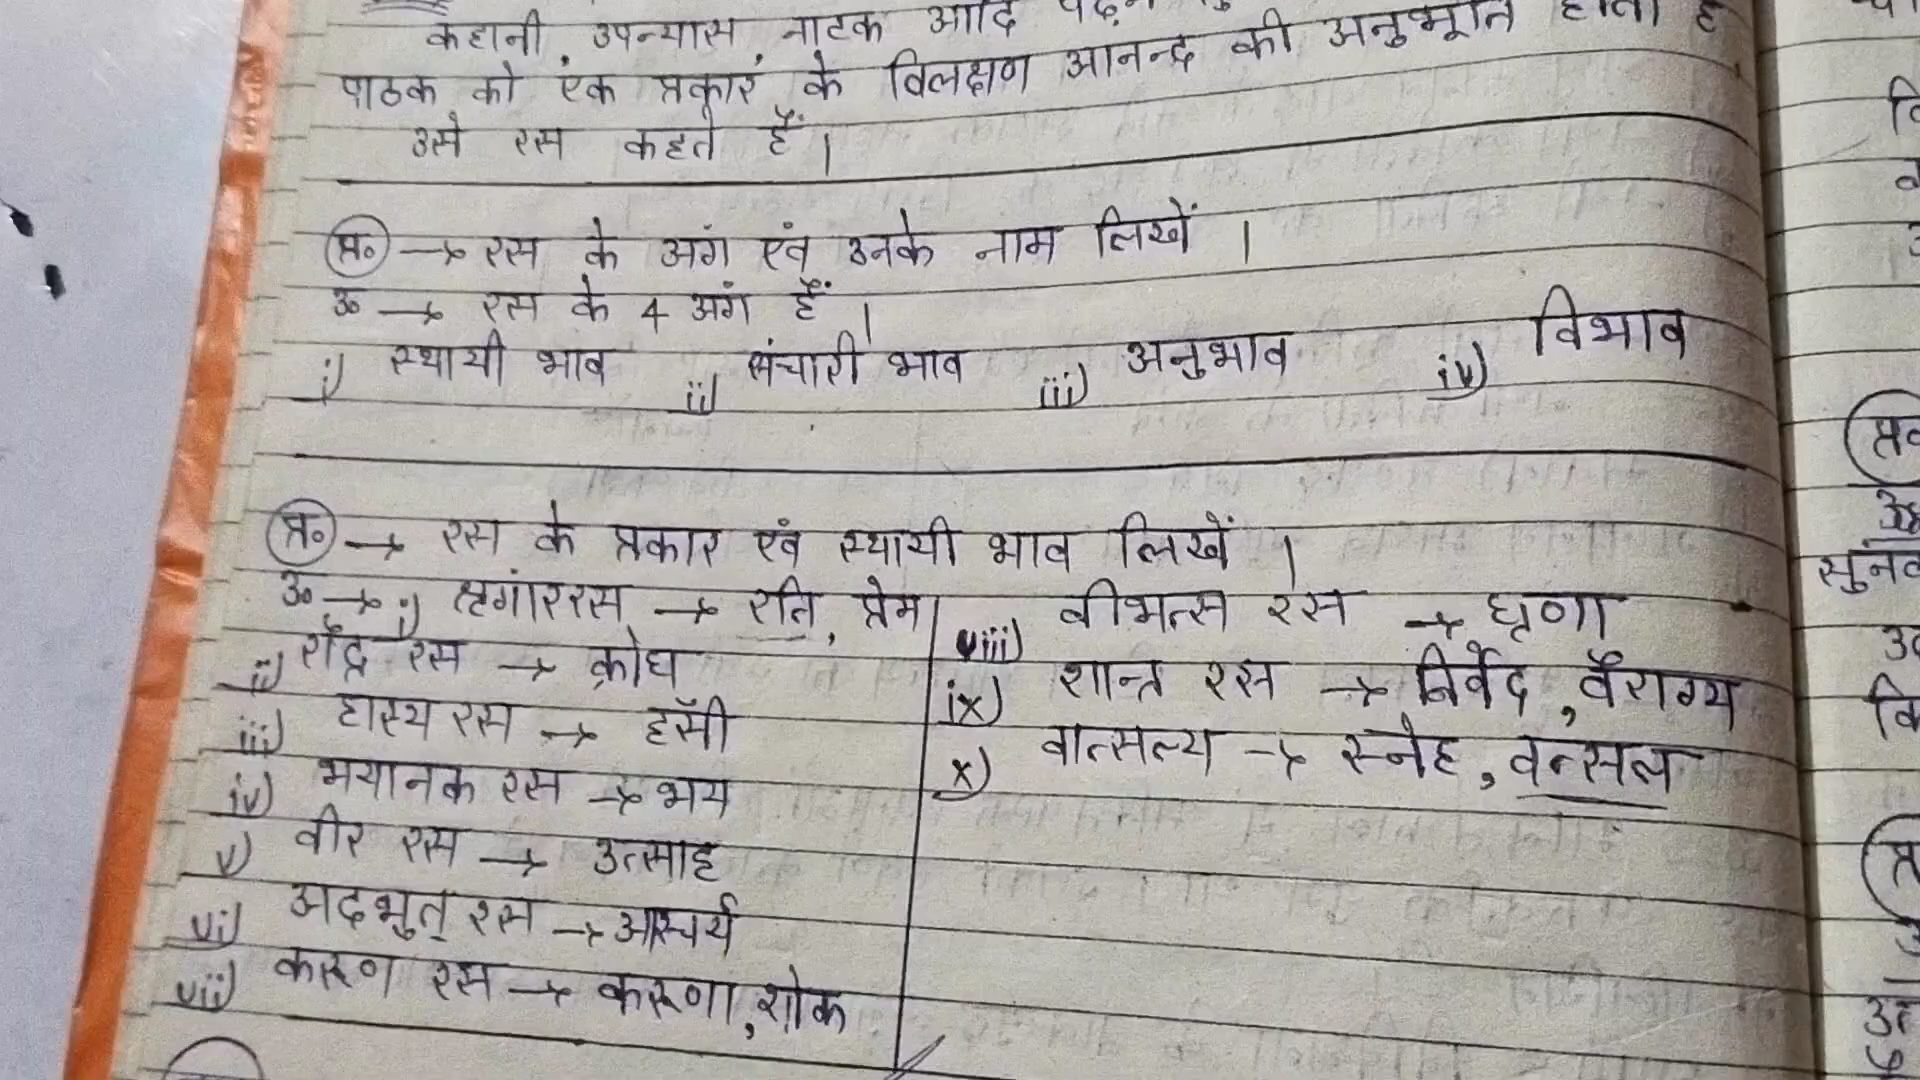 कहानी, उपन्यास, नाटक आदि
पाठक को एक प्रकार के विलक्षण आनन्द की अनुभूति होती है
उसे रस कहते हैं।
प्र० → रस के अंग एवं उनके नाम लिखें।
उ० → रस के 4 अंग हैं।
i) स्थायी भाव ii) संचारी भाव iii) अनुभाव iv) विभाव
प्र० → रस के प्रकार एवं स्थायी भाव लिखें।
उ० → i) श्रृगांर रस → रति, प्रेम
ii) रौद्र रस → क्रोध
iii) हास्य रस → हॅसी
iv) भयानक रस → भय
v) वीर रस → उत्साह
vi) अदभुत् रस → आस्चर्य
vii) करूण रस → करूणा, शोक
viii) वीभत्स रस → घृणा
ix) शान्त रस → निर्वेद, वैराग्य
x) वात्सल्य → स्नेह, वत्सल